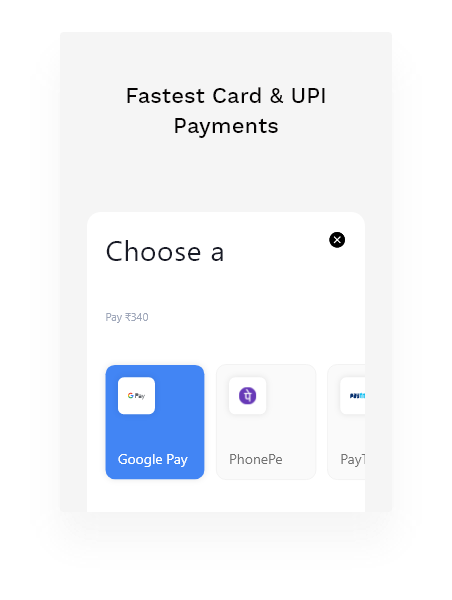 Fastest Card & UPI
Payments
Choose a
Pay ₹340
G Pay
पे
Paytm
Google Pay
PhonePe
PayT